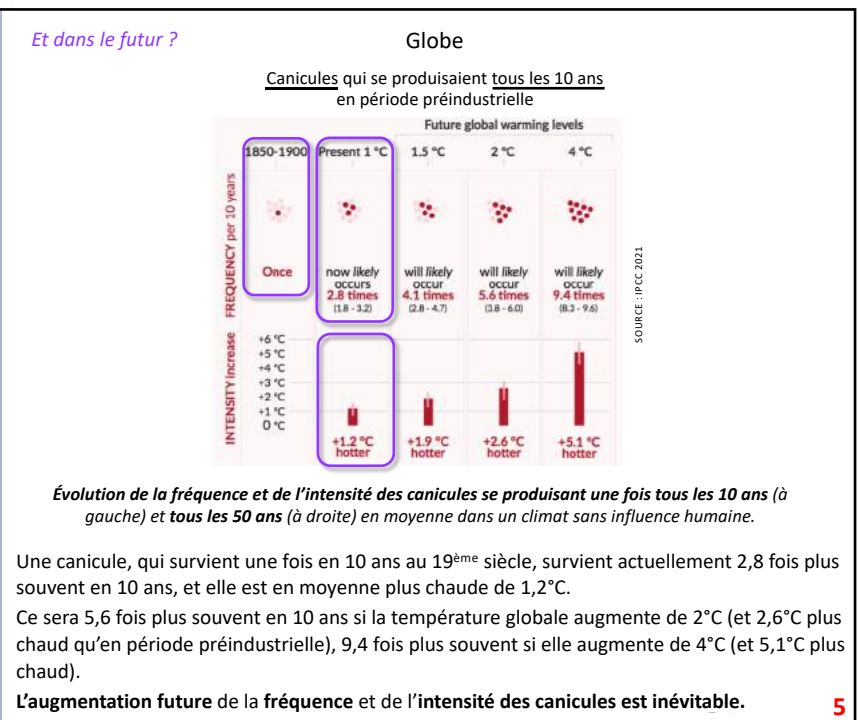 Et dans le futur ?
Globe
Canicules qui se produisaient tous les 10 ans
en période préindustrielle
Future global warming levels
1850-1900
Present 1 °C
1.5 °C
2 °C
4 °C
FREQUENCY per 10 years
Once
now likely
occurs
2.8 times
(1.8 - 3.2)
will likely
occur
4.1 times
(2.8 - 4.7)
will likely
occur
5.6 times
(3.8 - 6.0)
will likely
occur
9.4 times
(8.3 - 9.6)
SOURCE : IPCC 2021
INTENSITY increase
+6 °C
+5 °C
+4 °C
+3 °C
+2 °C
+1 °C
0 °C
+1.2 °C
hotter
+1.9 °C
hotter
+2.6 °C
hotter
+5.1 °C
hotter
Évolution de la fréquence et de l'intensité des canicules se produisant une fois tous les 10 ans (à
gauche) et tous les 50 ans (à droite) en moyenne dans un climat sans influence humaine.
Une canicule, qui survient une fois en 10 ans au 19ème siècle, survient actuellement 2,8 fois plus
souvent en 10 ans, et elle est en moyenne plus chaude de 1,2°C.
Ce sera 5,6 fois plus souvent en 10 ans si la température globale augmente de 2°C (et 2,6°C plus
chaud qu'en période préindustrielle), 9,4 fois plus souvent si elle augmente de 4°C (et 5,1°C plus
chaud).
L'augmentation future de la fréquence et de l'intensité des canicules est inévitable.
5